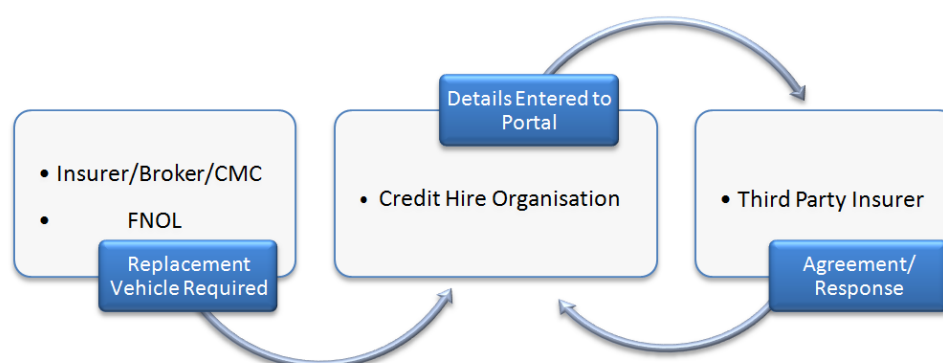 • Insurer/Broker/CMC
• FNOL
Replacement
Vehicle Required
Details Entered to
Portal
• Credit Hire Organisation
• Third Party Insurer
Agreement/
Response